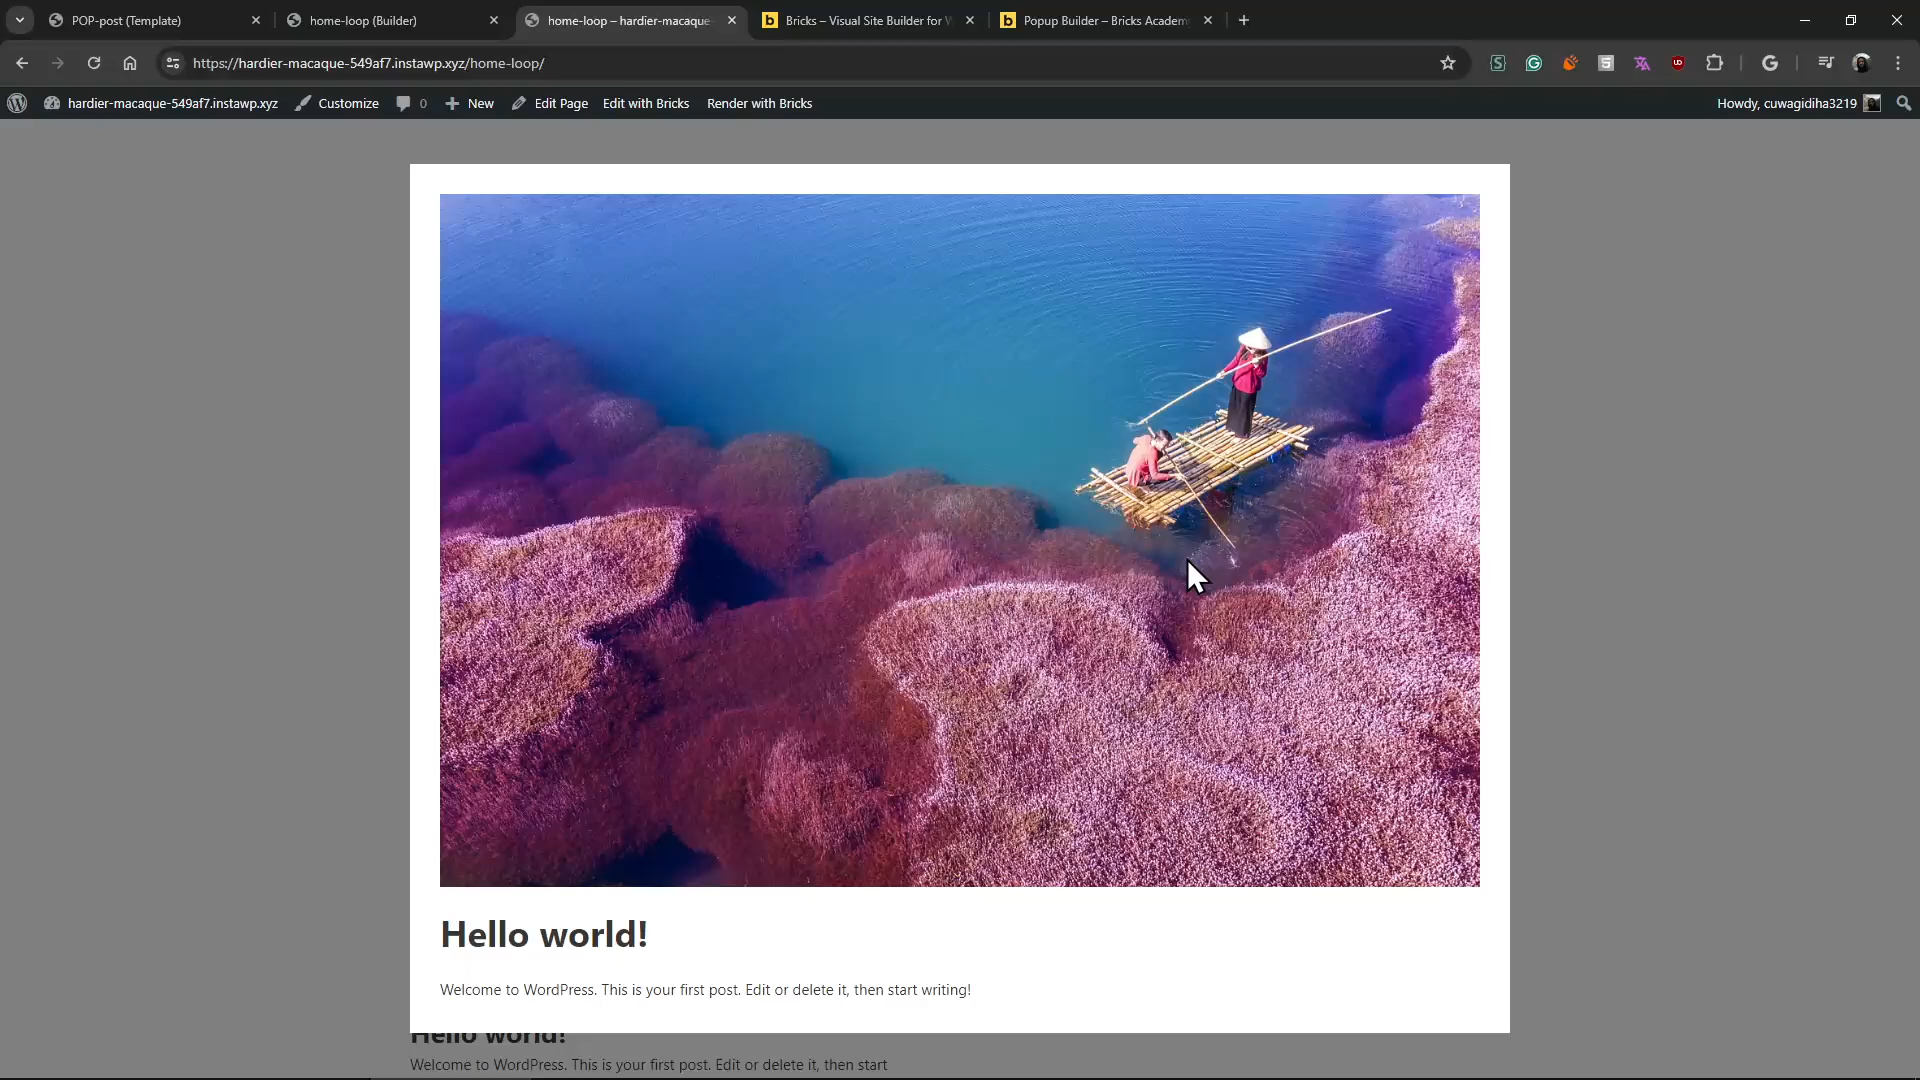 POP-post (Template)
home-loop (Builder)
home-loop – hardier-macaque-
Bricks – Visual Site Builder for W
Popup Builder – Bricks Academ
https://hardier-macaque-549af7.instawp.xyz/home-loop/
hardier-macaque-549af7.instawp.xyz
Customize
0
New
Edit Page
Edit with Bricks
Render with Bricks
Howdy, cuwagidiha3219
Hello world!
Welcome to WordPress. This is your first post. Edit or delete it, then start writing!
Hello world!
Welcome to WordPress. This is your first post. Edit or delete it, then start